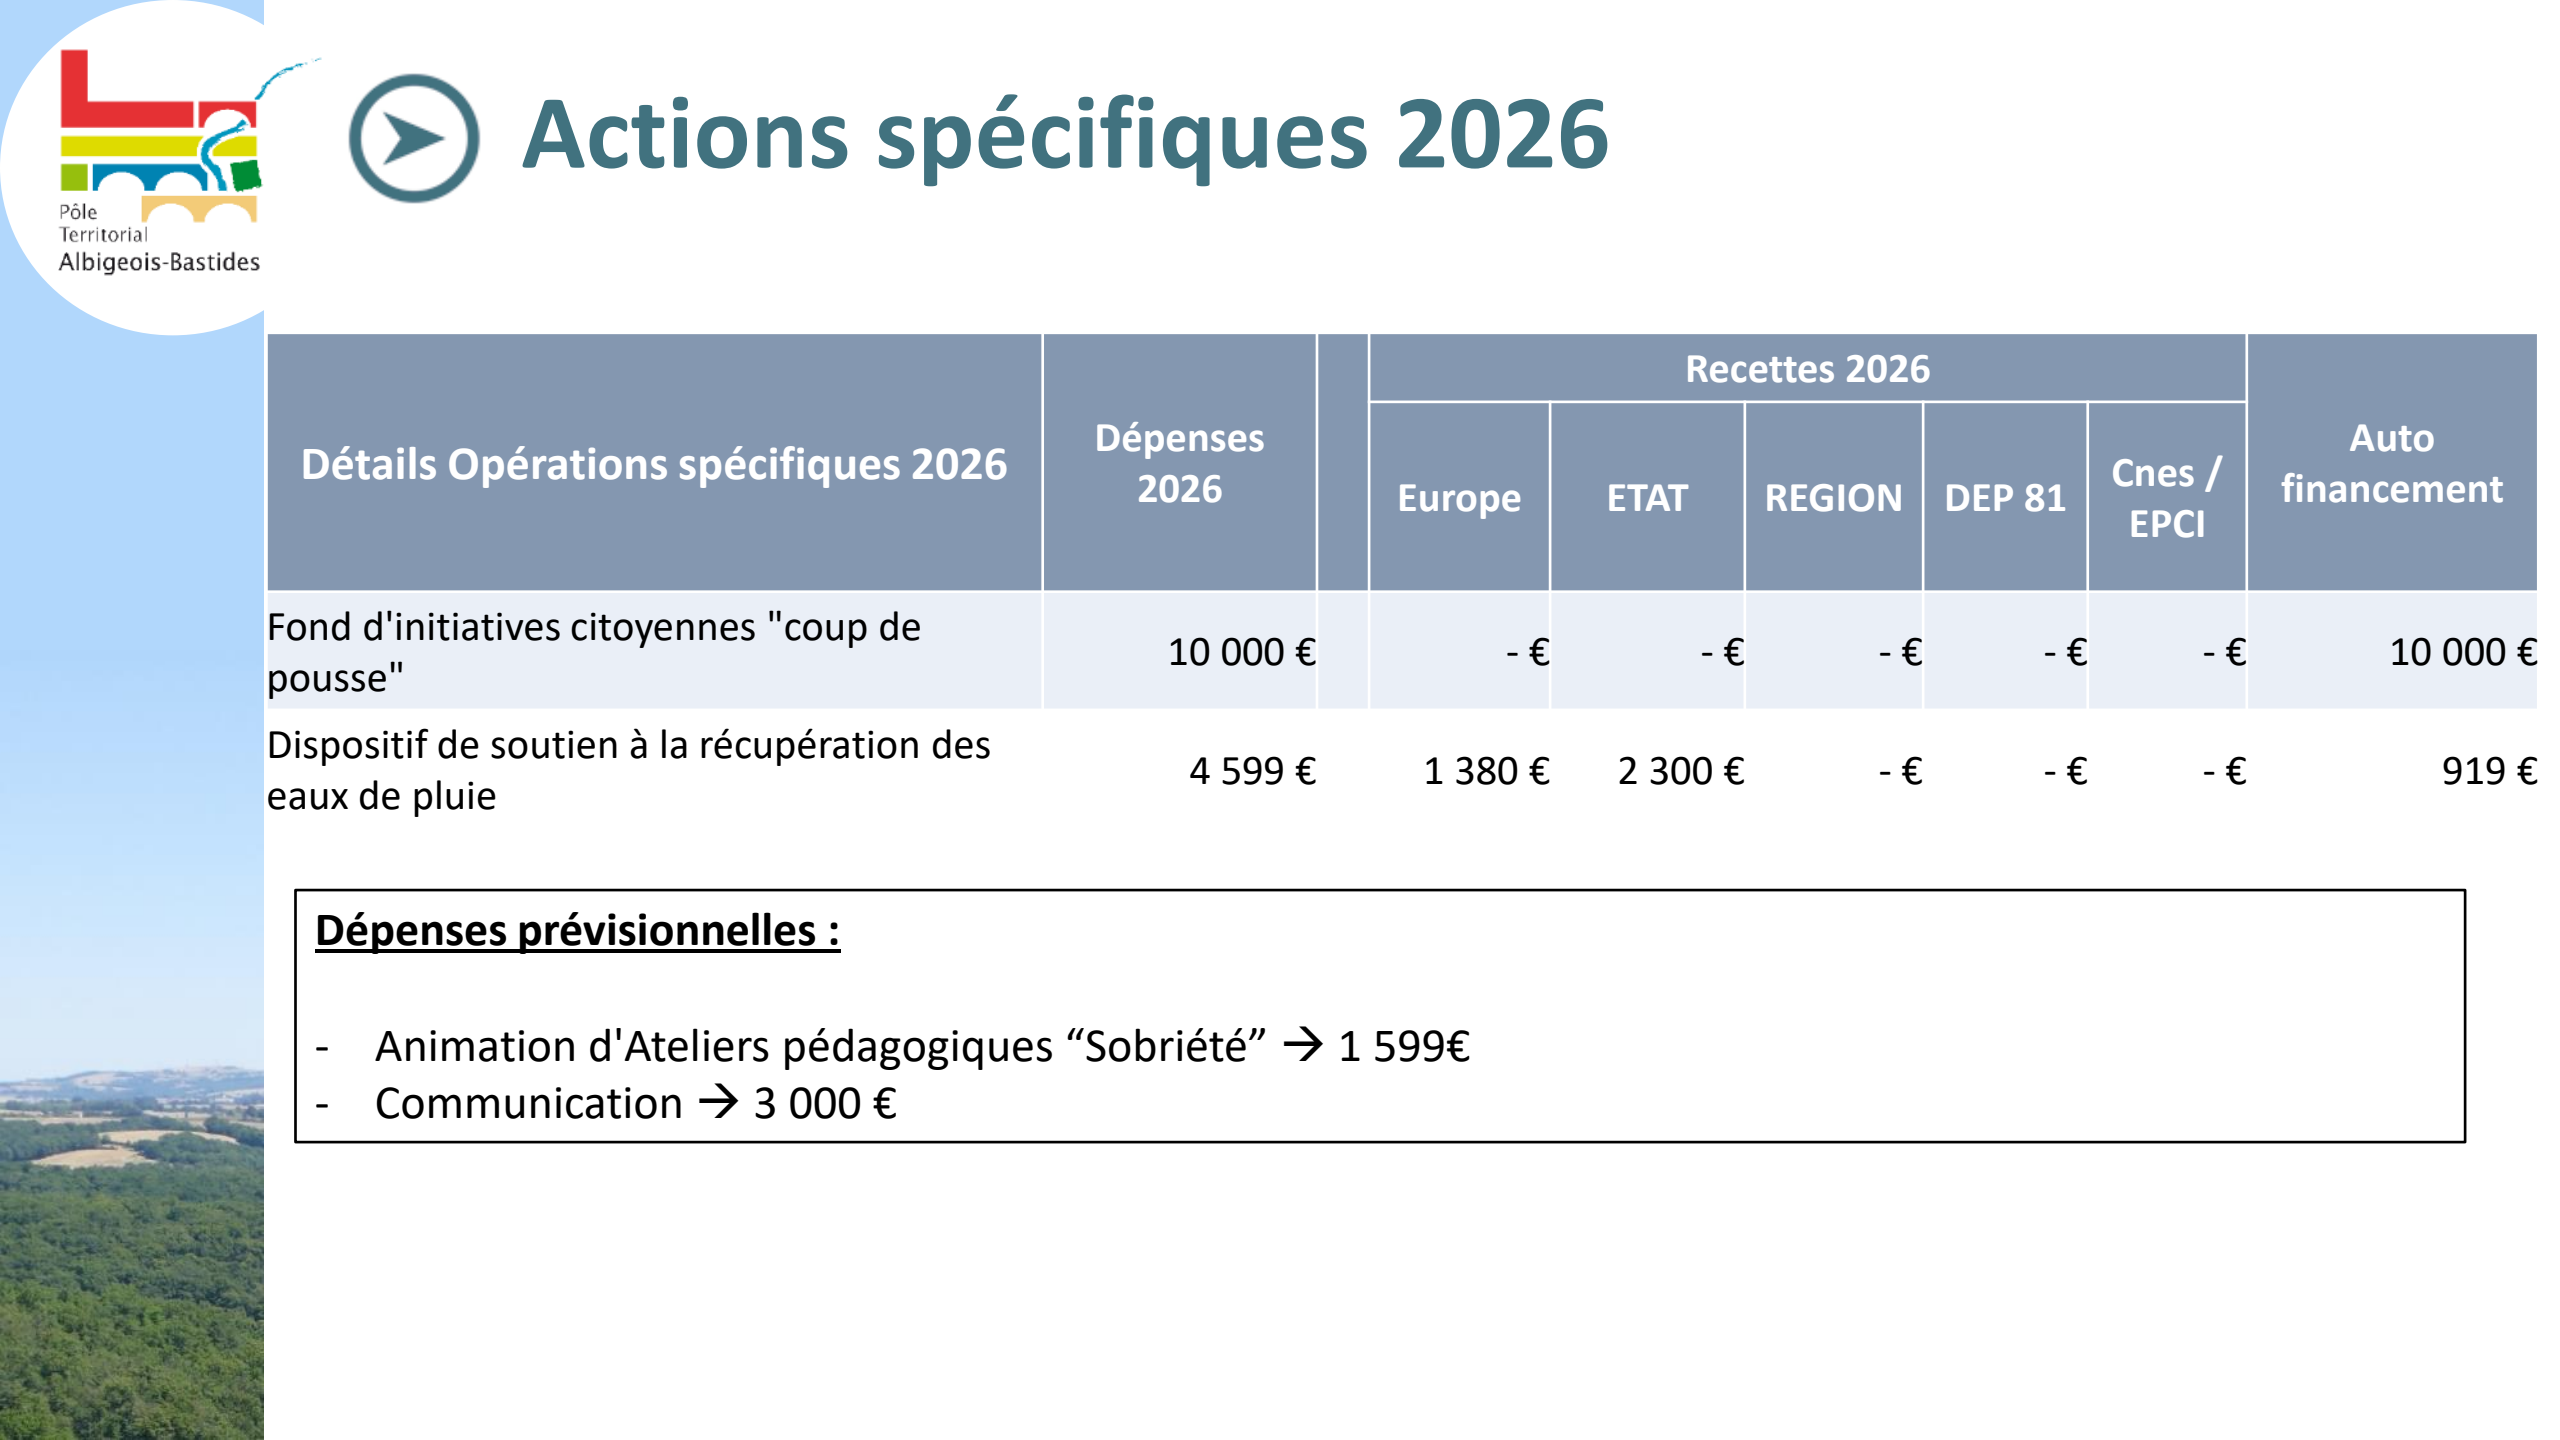 Pôle
Territorial
Albigeois-Bastides
Actions spécifiques 2026
Détails Opérations spécifiques 2026
Dépenses
2026
Recettes 2026
Europe
ETAT
REGION
DEP 81
Cnes /
EPCI
Auto
financement
Fond d'initiatives citoyennes "coup de
pousse"
10 000 €
- €
- €
- €
- €
- €
10 000 €
Dispositif de soutien à la récupération des
eaux de pluie
4 599 €
1 380 €
2 300 €
- €
- €
- €
919 €
Dépenses prévisionnelles :
- Animation d'Ateliers pédagogiques “Sobriété” → 1 599€
- Communication → 3 000 €